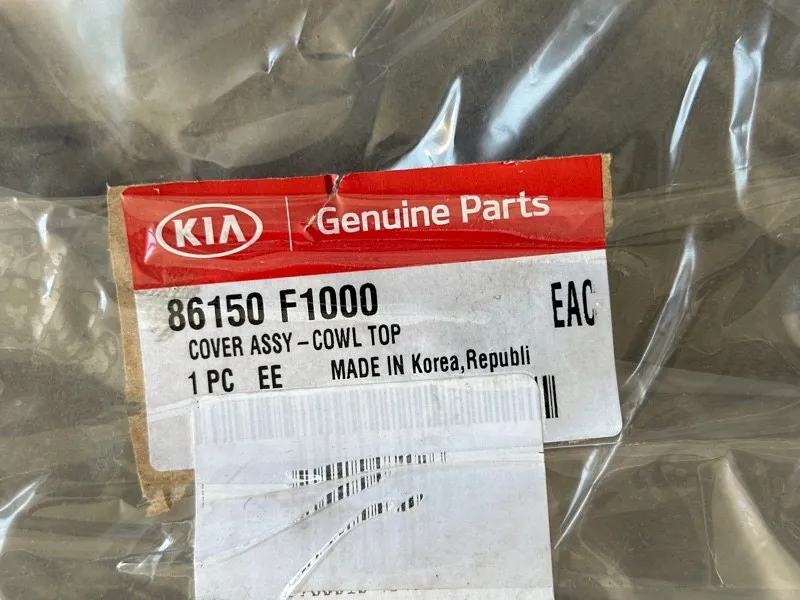 KIA Genuine Parts
86150 F1000 EAC
COVER ASSY-COWL TOP
1 PC EE MADE IN Korea,Republi